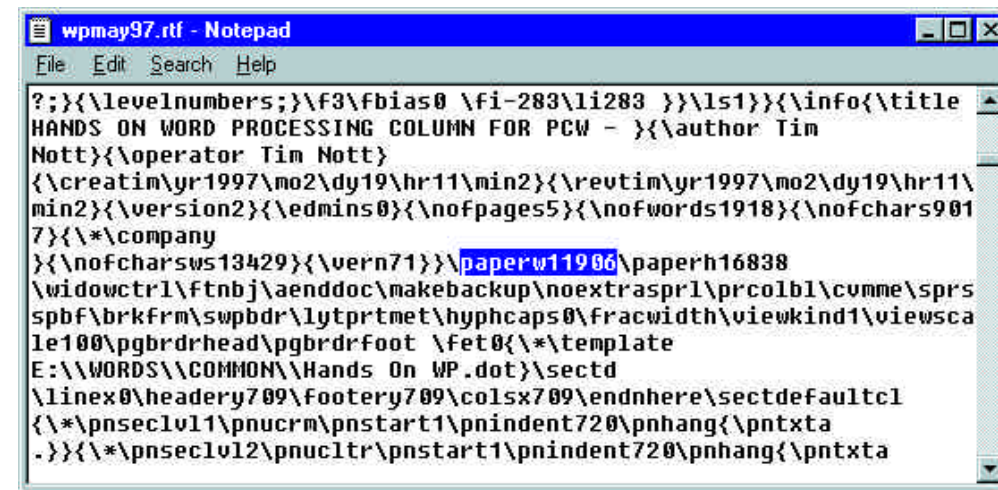 wpmay97.rtf - Notepad
File Edit Search Help
?;}{\levelnumbers;}\f3\fbias0 \fi-283\li283 }}\ls1}}{\info{\title
HANDS ON WORD PROCESSING COLUMN FOR PCW - }{\author Tim
Nott}{\operator Tim Nott}
{\creatim\yr1997\mo2\dy19\hr11\min2}{\revtim\yr1997\mo2\dy19\hr11\
min2}{\version2}{\edmins0}{\nofpages5}{\nofwords1918}{\nofchars901
7}{\*\company
}{\nofcharsws13429}{\vern71}}\paperw11906\paperh16838
\widowctrl\ftnbj\aenddoc\makebackup\noextrasprl\prcolbl\cvmme\sprs
spbf\brkfrm\swpbdr\lytprtmet\hyphcaps0\fracwidth\viewkind1\viewsca
le100\pgbrdrhead\pgbrdrfoot \fet0{\*\template
E:\\WORDS\\COMMON\\Hands On WP.dot}\sectd
\linex0\headery709\footery709\colsx709\endnhere\sectdefaultcl
{\*\pnseclvl1\pnucrm\pnstart1\pnindent720\pnhang{\pntxta
.}}{\*\pnseclvl2\pnucltr\pnstart1\pnindent720\pnhang{\pntxta